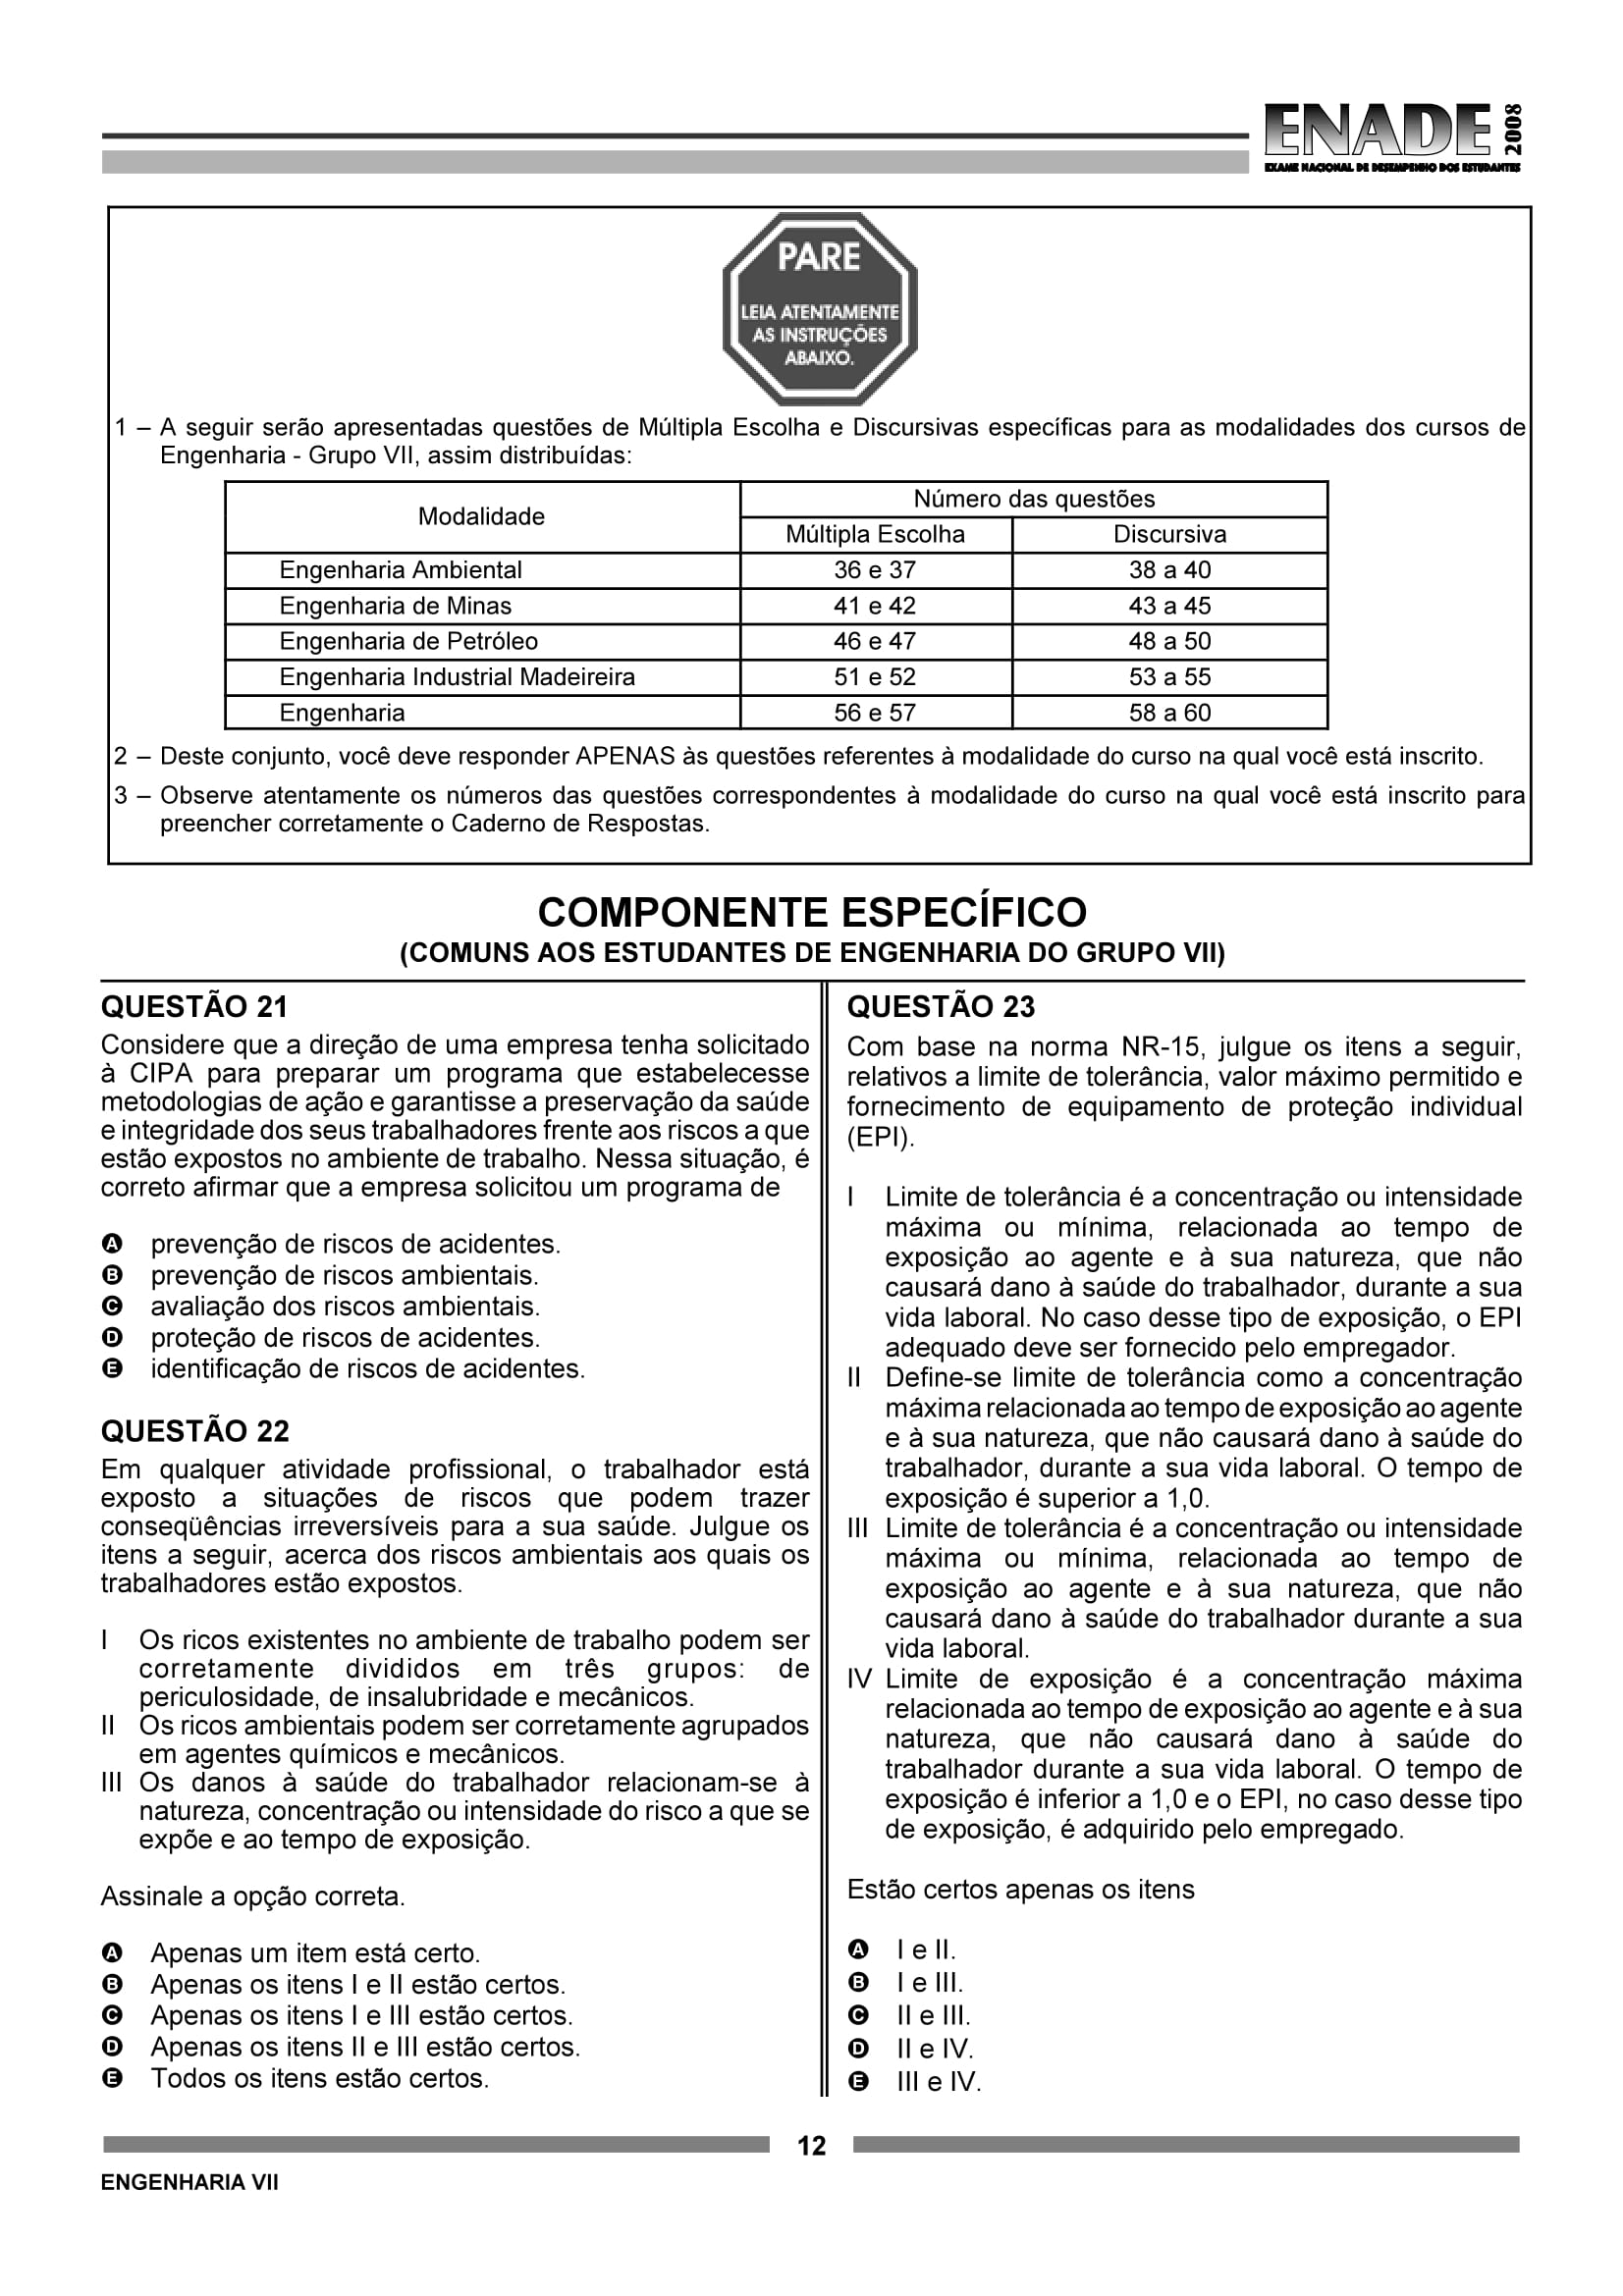 ENADE 2008
EXAME NACIONAL DE DESEMPENHO DOS ESTUDANTES
PARE
LEIA ATENTAMENTE
AS INSTRUÇÕES
ABAIXO.
1 – A seguir serão apresentadas questões de Múltipla Escolha e Discursivas específicas para as modalidades dos cursos de
Engenharia - Grupo VII, assim distribuídas:
Modalidade
Número das questões
Múltipla Escolha Discursiva
Engenharia Ambiental 36 e 37 38 a 40
Engenharia de Minas 41 e 42 43 a 45
Engenharia de Petróleo 46 e 47 48 a 50
Engenharia Industrial Madeireira 51 e 52 53 a 55
Engenharia 56 e 57 58 a 60
2 – Deste conjunto, você deve responder APENAS às questões referentes à modalidade do curso na qual você está inscrito.
3 – Observe atentamente os números das questões correspondentes à modalidade do curso na qual você está inscrito para
preencher corretamente o Caderno de Respostas.
COMPONENTE ESPECÍFICO
(COMUNS AOS ESTUDANTES DE ENGENHARIA DO GRUPO VII)
QUESTÃO 21
Considere que a direção de uma empresa tenha solicitado
à CIPA para preparar um programa que estabelecesse
metodologias de ação e garantisse a preservação da saúde
e integridade dos seus trabalhadores frente aos riscos a que
estão expostos no ambiente de trabalho. Nessa situação, é
correto afirmar que a empresa solicitou um programa de
A prevenção de riscos de acidentes.
B prevenção de riscos ambientais.
C avaliação dos riscos ambientais.
D proteção de riscos de acidentes.
E identificação de riscos de acidentes.
QUESTÃO 22
Em qualquer atividade profissional, o trabalhador está
exposto a situações de riscos que podem trazer
conseqüências irreversíveis para a sua saúde. Julgue os
itens a seguir, acerca dos riscos ambientais aos quais os
trabalhadores estão expostos.
I Os ricos existentes no ambiente de trabalho podem ser
corretamente divididos em três grupos: de
periculosidade, de insalubridade e mecânicos.
II Os ricos ambientais podem ser corretamente agrupados
em agentes químicos e mecânicos.
III Os danos à saúde do trabalhador relacionam-se à
natureza, concentração ou intensidade do risco a que se
expõe e ao tempo de exposição.
Assinale a opção correta.
A Apenas um item está certo.
B Apenas os itens I e II estão certos.
C Apenas os itens I e III estão certos.
D Apenas os itens II e III estão certos.
E Todos os itens estão certos.
QUESTÃO 23
Com base na norma NR-15, julgue os itens a seguir,
relativos a limite de tolerância, valor máximo permitido e
fornecimento de equipamento de proteção individual
(EPI).
I Limite de tolerância é a concentração ou intensidade
máxima ou mínima, relacionada ao tempo de
exposição ao agente e à sua natureza, que não
causará dano à saúde do trabalhador, durante a sua
vida laboral. No caso desse tipo de exposição, o EPI
adequado deve ser fornecido pelo empregador.
II Define-se limite de tolerância como a concentração
máxima relacionada ao tempo de exposição ao agente
e à sua natureza, que não causará dano à saúde do
trabalhador, durante a sua vida laboral. O tempo de
exposição é superior a 1,0.
III Limite de tolerância é a concentração ou intensidade
máxima ou mínima, relacionada ao tempo de
exposição ao agente e à sua natureza, que não
causará dano à saúde do trabalhador durante a sua
vida laboral.
IV Limite de exposição é a concentração máxima
relacionada ao tempo de exposição ao agente e à sua
natureza, que não causará dano à saúde do
trabalhador durante a sua vida laboral. O tempo de
exposição é inferior a 1,0 e o EPI, no caso desse tipo
de exposição, é adquirido pelo empregado.
Estão certos apenas os itens
A I e II.
B I e III.
C II e III.
D II e IV.
E III e IV.
12
ENGENHARIA VII